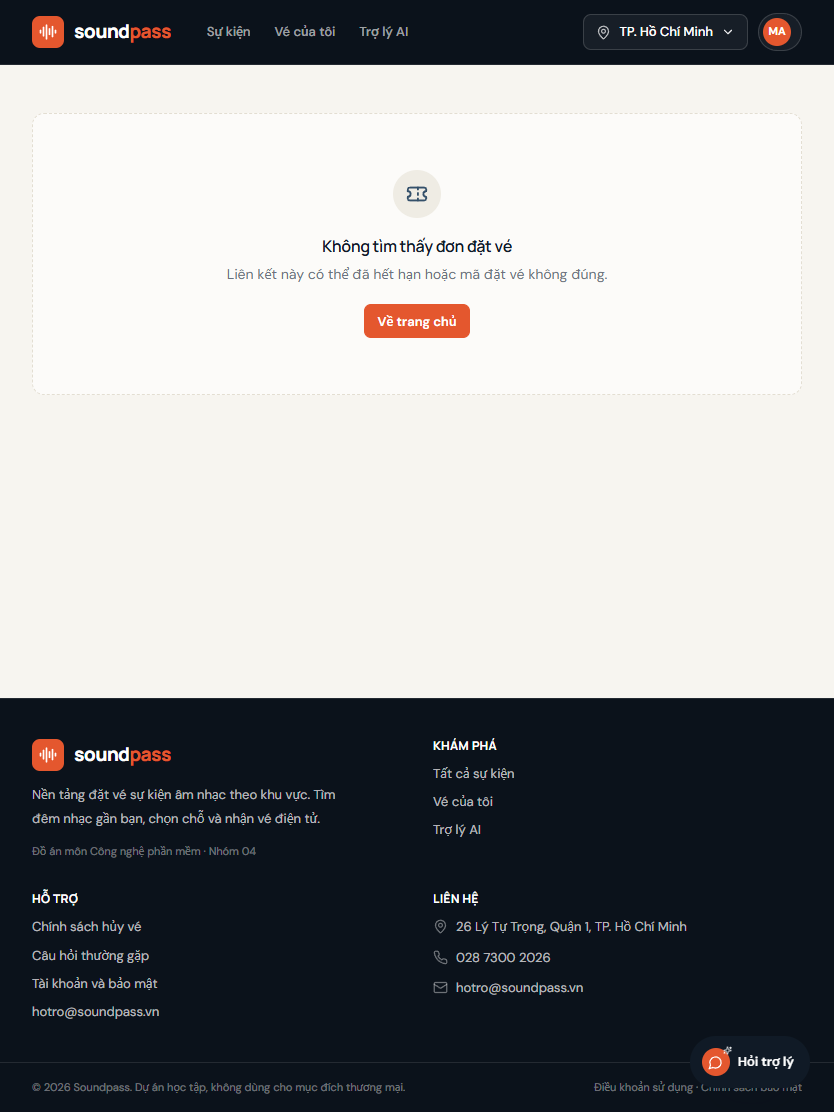 soundpass
Sự kiện
Vé của tôi
Trợ lý AI
TP. Hồ Chí Minh
MA
Không tìm thấy đơn đặt vé
Liên kết này có thể đã hết hạn hoặc mã đặt vé không đúng.
Về trang chủ
soundpass
Nền tảng đặt vé sự kiện âm nhạc theo khu vực. Tìm
đêm nhạc gần bạn, chọn chỗ và nhận vé điện tử.
Đồ án môn Công nghệ phần mềm · Nhóm 04
KHÁM PHÁ
Tất cả sự kiện
Vé của tôi
Trợ lý AI
HỖ TRỢ
Chính sách hủy vé
Câu hỏi thường gặp
Tài khoản và bảo mật
hotro@soundpass.vn
LIÊN HỆ
26 Lý Tự Trọng, Quận 1, TP. Hồ Chí Minh
028 7300 2026
hotro@soundpass.vn
Hỏi trợ lý
© 2026 Soundpass. Dự án học tập, không dùng cho mục đích thương mại.
Điều khoản sử dụng · Chính sách bảo mật